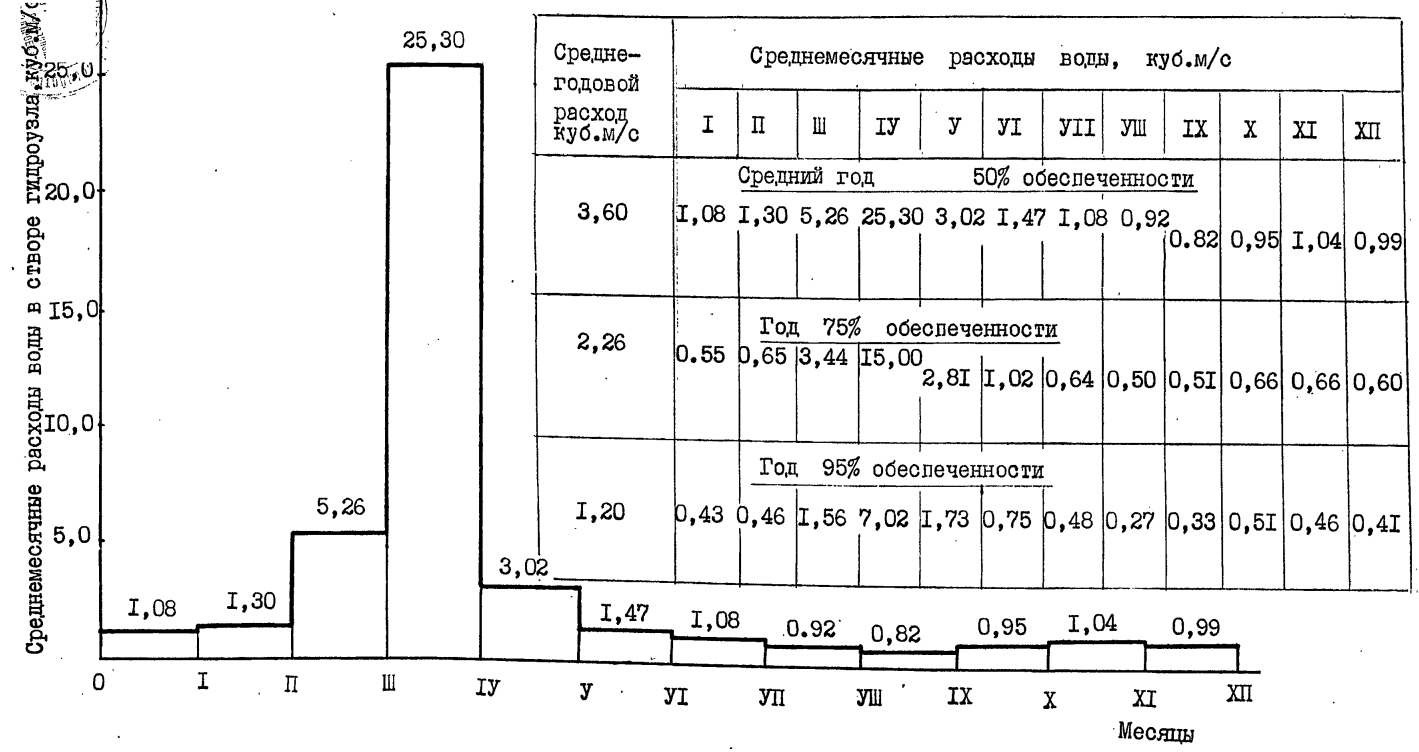 Среднемесячные расходы воды в створе гидроузла, куб.м/с
25,0
20,0
I5,0
I0,0
5,0
I,08
I,30
5,26
25,30
3,02
I,47
I,08
0.92
0,82
0,95
I,04
0,99
0 I П Ш IУ У УI УП УШ IХ Х ХI ХП
Месяцы
Средне-
годовой
расход
куб.м/с
Среднемесячные расходы воды, куб.м/с
I П Ш IУ У УI УII УШ IХ Х ХI ХП
Средний год 50% обеспеченности
3,60 I,08 I,30 5,26 25,30 3,02 I,47 I,08 0,92 0.82 0,95 I,04 0,99
Год 75% обеспеченности
2,26 0.55 0,65 3,44 I5,00 2,8I I,02 0,64 0,50 0,5I 0,66 0,66 0,60
Год 95% обеспеченности
I,20 0,43 0,46 I,56 7,02 I,73 0,75 0,48 0,27 0,33 0,5I 0,46 0,4I